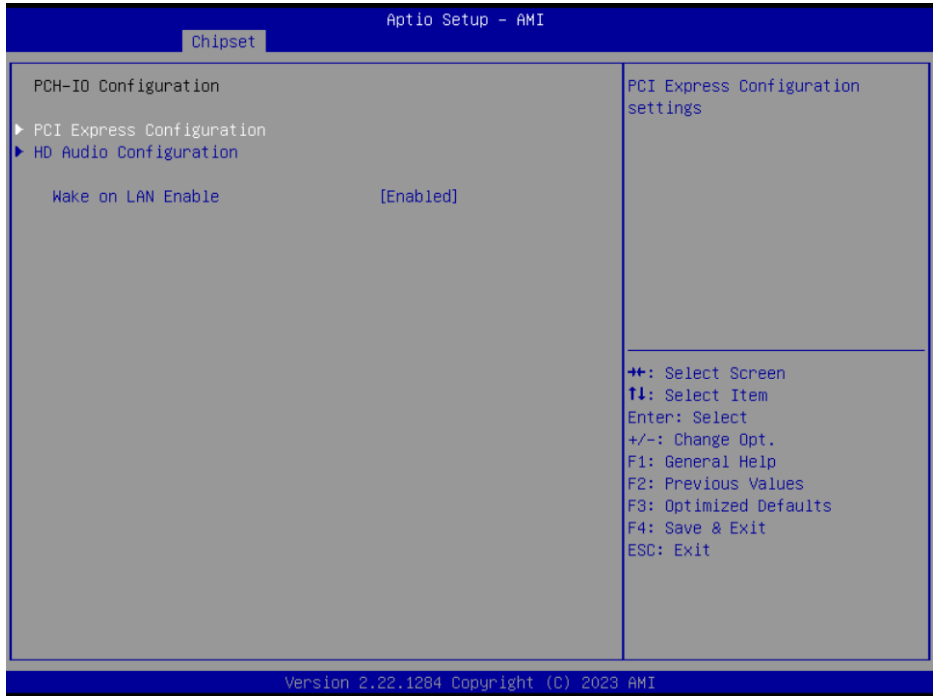 Aptio Setup – AMI
Chipset
PCH-IO Configuration
PCI Express Configuration
HD Audio Configuration
Wake on LAN Enable [Enabled]
PCI Express Configuration
settings
→←: Select Screen
↑↓: Select Item
Enter: Select
+/-: Change Opt.
F1: General Help
F2: Previous Values
F3: Optimized Defaults
F4: Save & Exit
ESC: Exit
Version 2.22.1284 Copyright (C) 2023 AMI